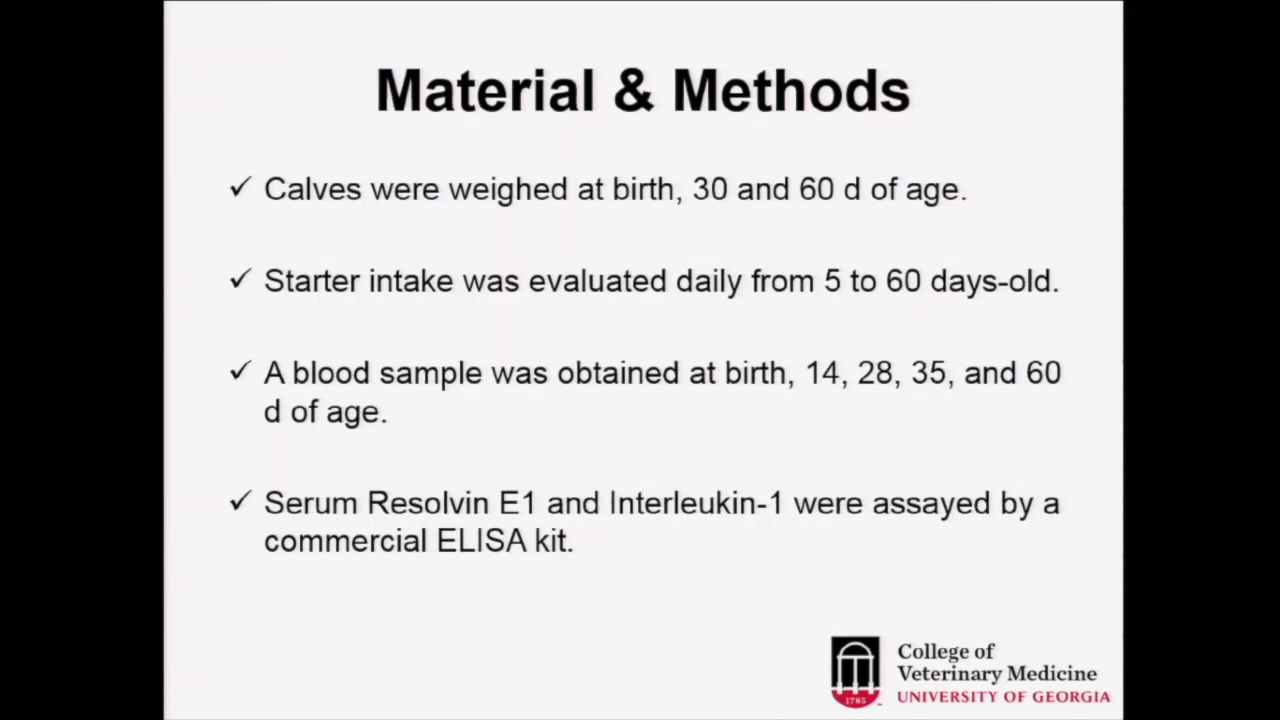 Material & Methods
✓ Calves were weighed at birth, 30 and 60 d of age.
✓ Starter intake was evaluated daily from 5 to 60 days-old.
✓ A blood sample was obtained at birth, 14, 28, 35, and 60
d of age.
✓ Serum Resolvin E1 and Interleukin-1 were assayed by a
commercial ELISA kit.
College of
Veterinary Medicine
UNIVERSITY OF GEORGIA
1785